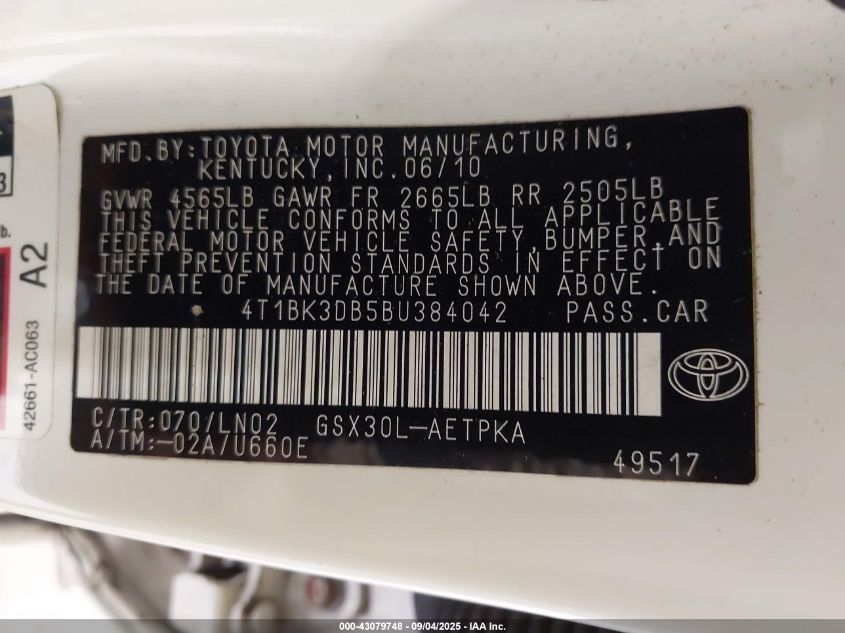 MFD.BY:TOYOTA MOTOR MANUFACTURING,
KENTUCKY,INC.06/10
GVWR 4565LB GAWR FR 2665LB RR 2505LB
THIS VEHICLE CONFORMS TO ALL APPLICABLE
FEDERAL MOTOR VEHICLE SAFETY,BUMPER,AND
THEFT PREVENTION STANDARDS IN EFFECT ON
THE DATE OF MANUFACTURE SHOWN ABOVE.
4T1BK3DB5BU384042 PASS.CAR
C/TR:070/LN02 GSX30L-AETPKA
A/TM:-02A/U660E
49517
3
lb.
A2
42661-AC063
000-43079748 - 09/04/2025 - IAA Inc.